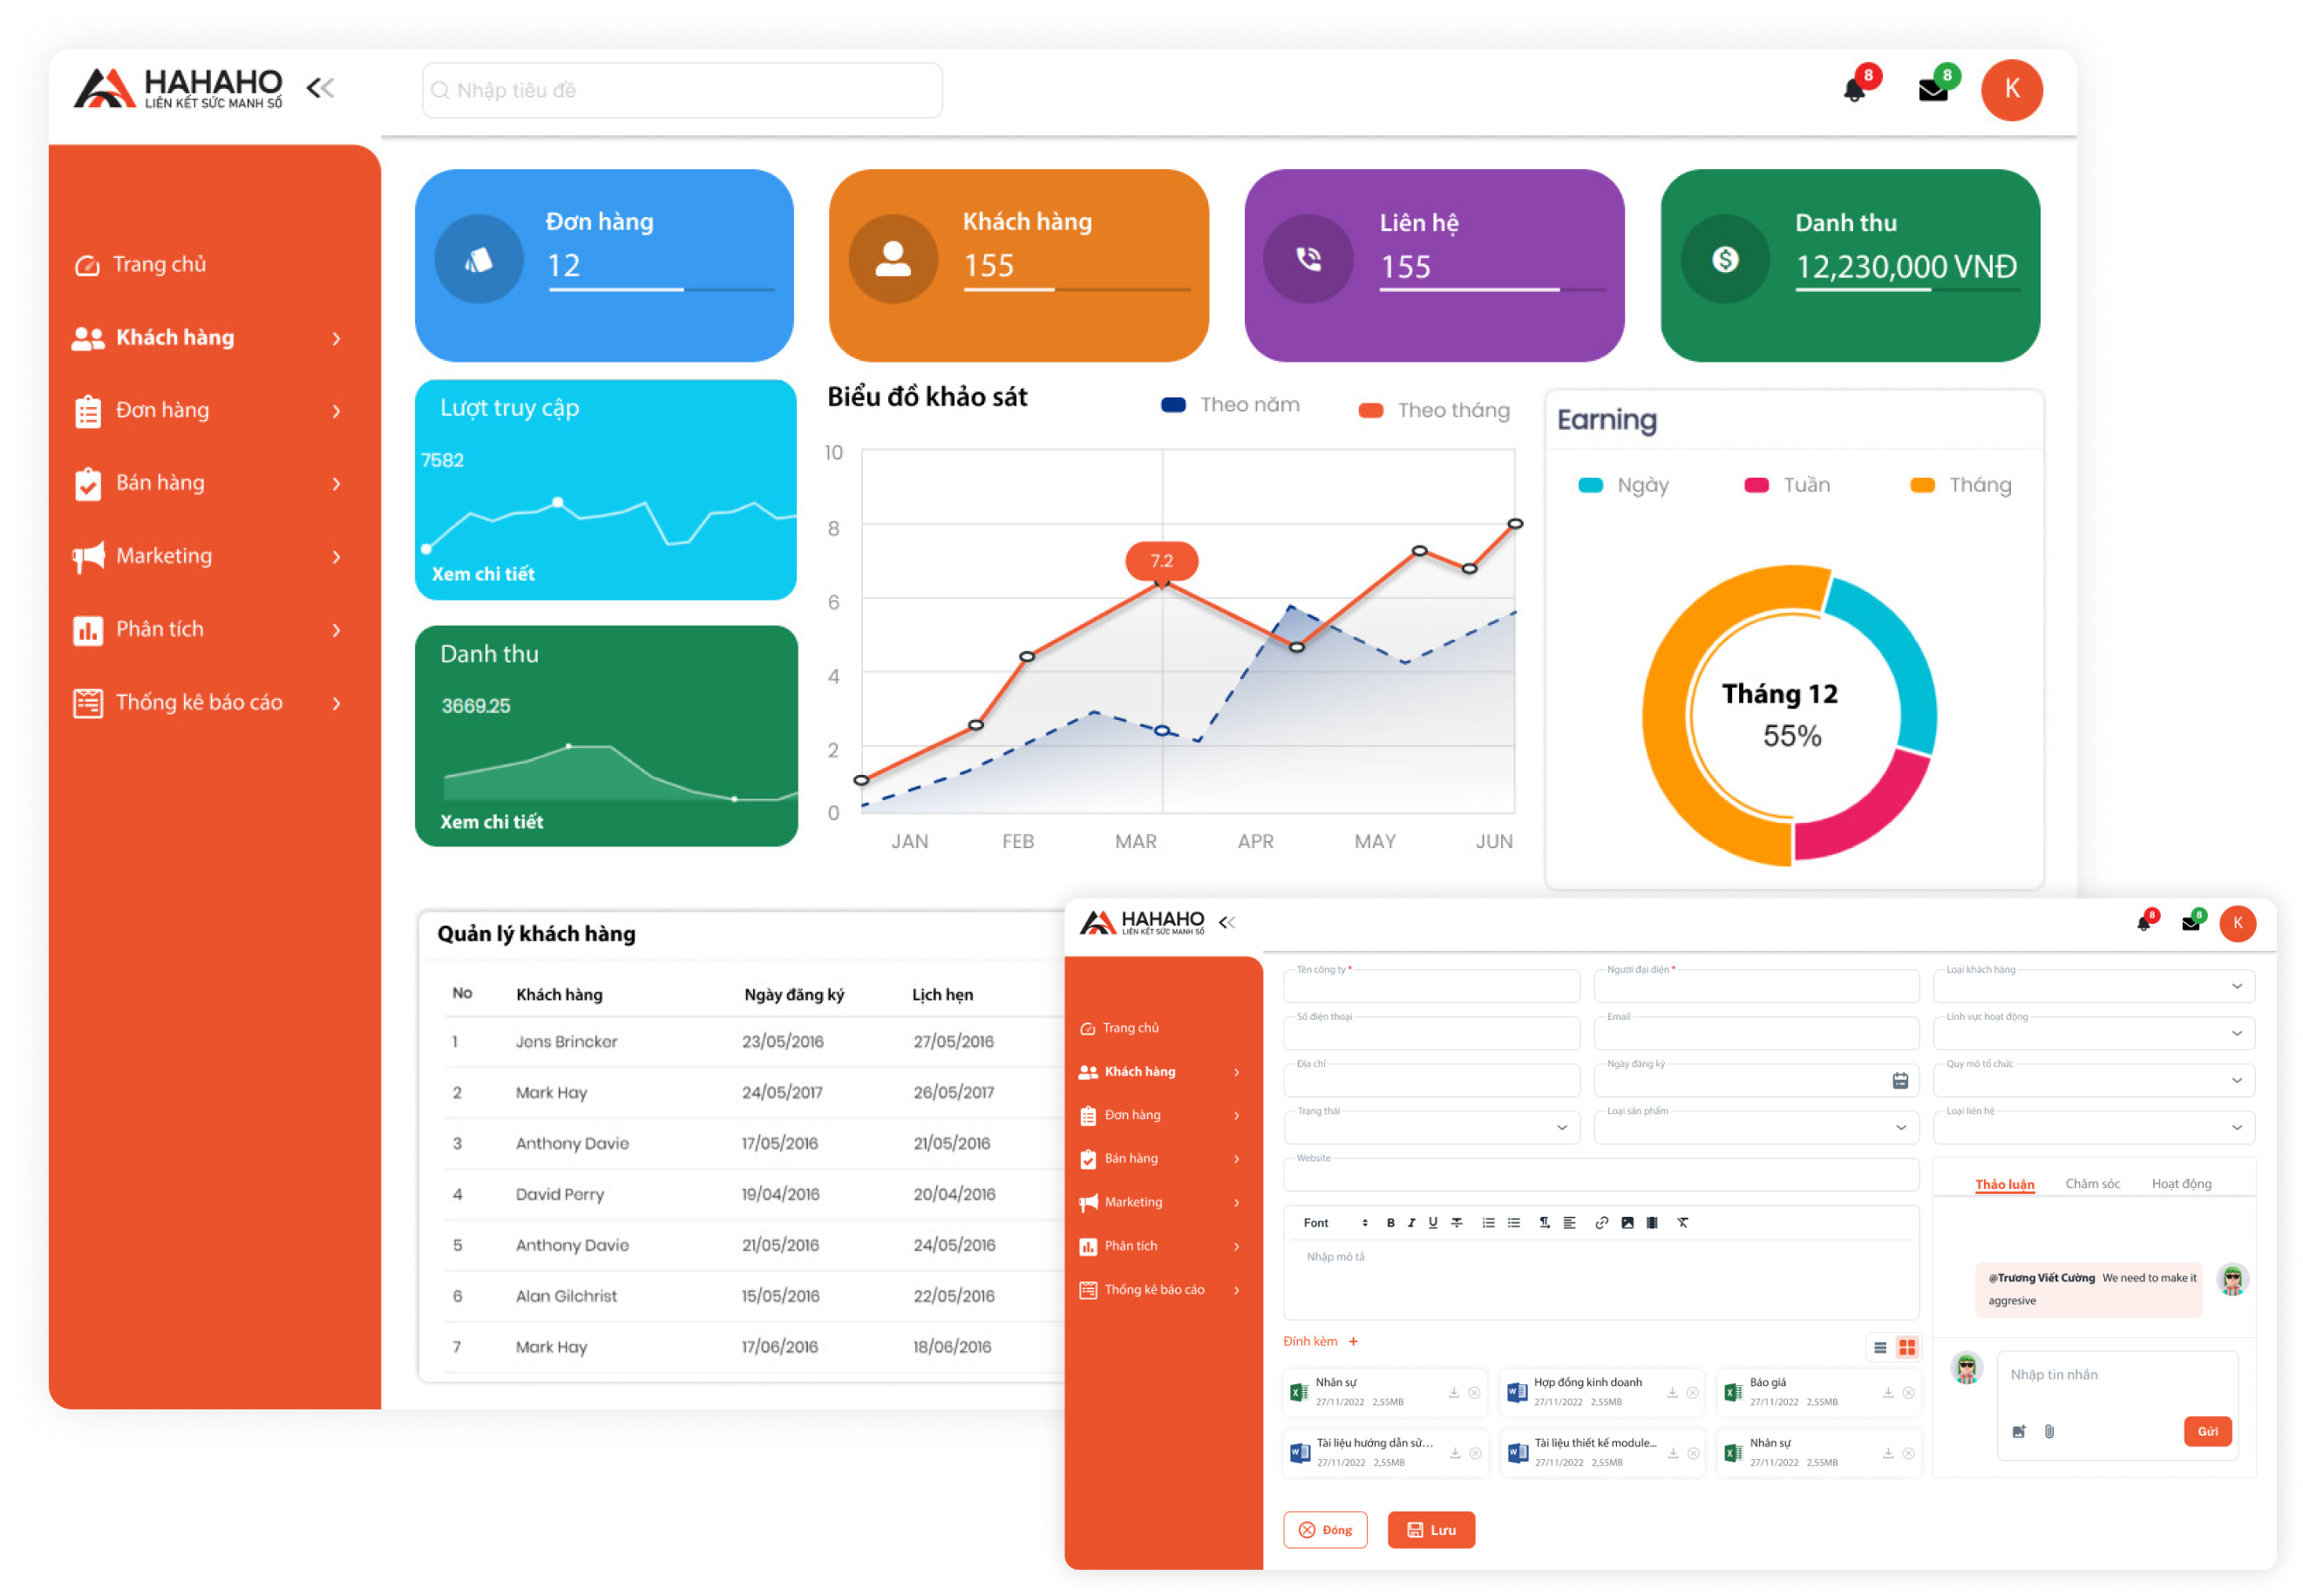 HAHAHO
LIÊN KẾT SỨC MANH SỐ
Nhập tiêu đề
8
8
K
Trang chủ
Khách hàng
Đơn hàng
Bán hàng
Marketing
Phân tích
Thống kê báo cáo
Đơn hàng
12
Khách hàng
155
Liên hệ
155
Danh thu
12,230,000 VNĐ
Lượt truy cập
7582
Xem chi tiết
Danh thu
3669.25
Xem chi tiết
Biểu đồ khảo sát
Theo năm
Theo tháng
10
8
6
4
2
0
7.2
JAN FEB MAR APR MAY JUN
Earning
Ngày Tuần Tháng
Tháng 12
55%
Quản lý khách hàng
No Khách hàng Ngày đăng ký Lịch hẹn
1 Jens Brincker 23/05/2016 27/05/2016
2 Mark Hay 24/05/2017 26/05/2017
3 Anthony Davie 17/05/2016 21/05/2016
4 David Perry 19/04/2016 20/04/2016
5 Anthony Davie 21/05/2016 24/05/2016
6 Alan Gilchrist 15/05/2016 22/05/2016
7 Mark Hay 17/06/2016 18/06/2016
HAHAHO
LIÊN KẾT SỨC MANH SỐ
8
8
K
Trang chủ
Khách hàng
Đơn hàng
Bán hàng
Marketing
Phân tích
Thống kê báo cáo
Tên công ty * Người đại diện * Loại khách hàng
Số điện thoại Email Lĩnh vực hoạt động
Địa chỉ Ngày đăng ký Quy mô tổ chức
Trạng thái Loại sản phẩm Loại liên hệ
Website
Font B I U
Nhập mô tả
Thảo luận Chăm sóc Hoạt động
@Trương Viết Cường We need to make it
aggresive
Nhập tin nhắn
Gửi
Đính kèm +
Nhân sự
27/11/2022 2,55MB
Hợp đồng kinh doanh
27/11/2022 2,55MB
Báo giá
27/11/2022 2,55MB
Tài liệu hướng dẫn sử...
27/11/2022 2,55MB
Tài liệu thiết kế module...
27/11/2022 2,55MB
Nhân sự
27/11/2022 2,55MB
Đóng
Lưu